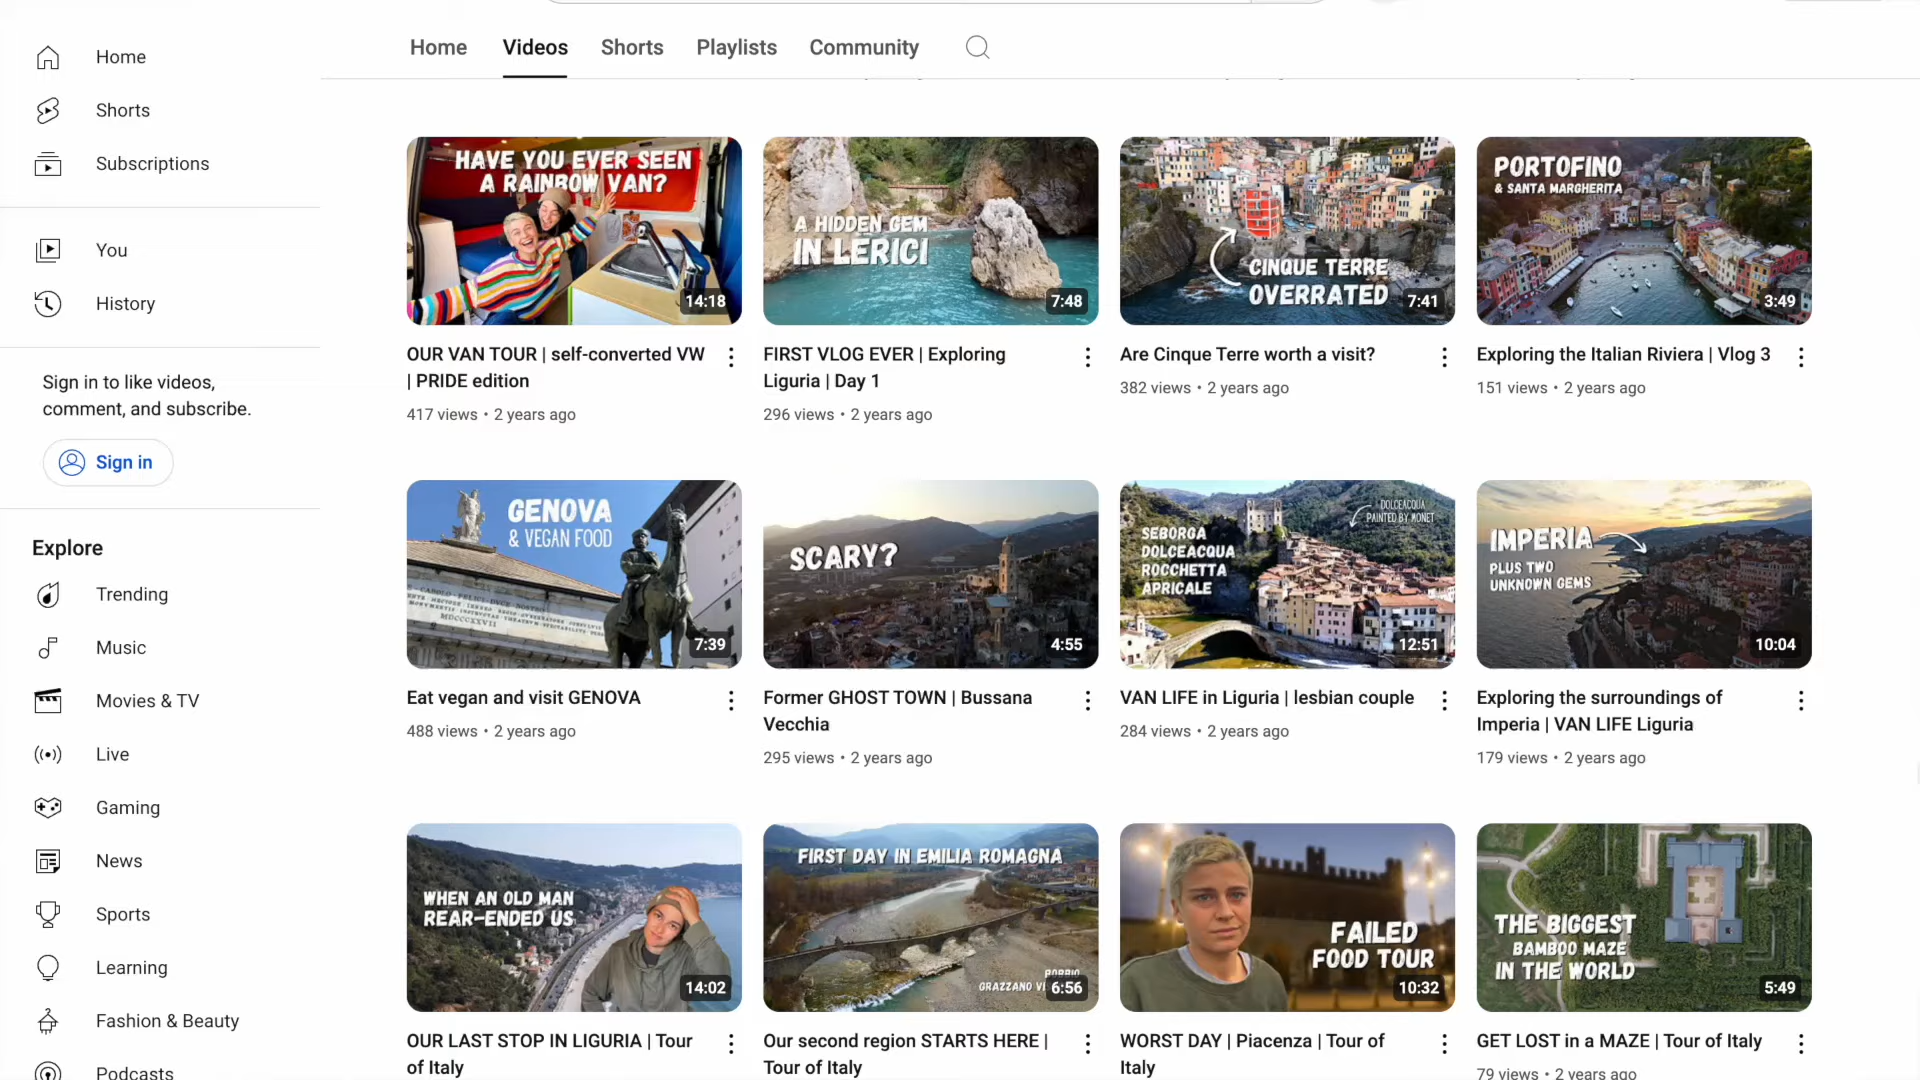 Home
Videos
Shorts
Playlists
Community
Home
Shorts
Subscriptions
You
History
Sign in to like videos,
comment, and subscribe.
Sign in
Explore
Trending
Music
Movies & TV
Live
Gaming
News
Sports
Learning
Fashion & Beauty
Podcasts
HAVE YOU EVER SEEN
A RAINBOW VAN?
14:18
OUR VAN TOUR | self-converted VW
| PRIDE edition
417 views • 2 years ago
A HIDDEN GEM
IN LERICI
7:48
FIRST VLOG EVER | Exploring
Liguria | Day 1
296 views • 2 years ago
CINQUE TERRE
OVERRATED
7:41
Are Cinque Terre worth a visit?
382 views • 2 years ago
PORTOFINO
& SANTA MARGHERITA
3:49
Exploring the Italian Riviera | Vlog 3
151 views • 2 years ago
GENOVA
& VEGAN FOOD
MDCCCXXVII
7:39
Eat vegan and visit GENOVA
488 views • 2 years ago
SCARY?
4:55
Former GHOST TOWN | Bussana
Vecchia
295 views • 2 years ago
DOLCEACQUA
PAINTED BY MONET
SEBORGA
DOLCEACQUA
ROCCHETTA
APRICALE
12:51
VAN LIFE in Liguria | lesbian couple
284 views • 2 years ago
IMPERIA
PLUS TWO
UNKNOWN GEMS
10:04
Exploring the surroundings of
Imperia | VAN LIFE Liguria
179 views • 2 years ago
WHEN AN OLD MAN
REAR-ENDED US
14:02
OUR LAST STOP IN LIGURIA | Tour
of Italy
FIRST DAY IN EMILIA ROMAGNA
BOBBIO
GRAZZANO VI
6:56
Our second region STARTS HERE |
Tour of Italy
FAILED
FOOD TOUR
10:32
WORST DAY | Piacenza | Tour of
Italy
THE BIGGEST
BAMBOO MAZE
IN THE WORLD
5:49
GET LOST in a MAZE | Tour of Italy
79 views • 2 years ago